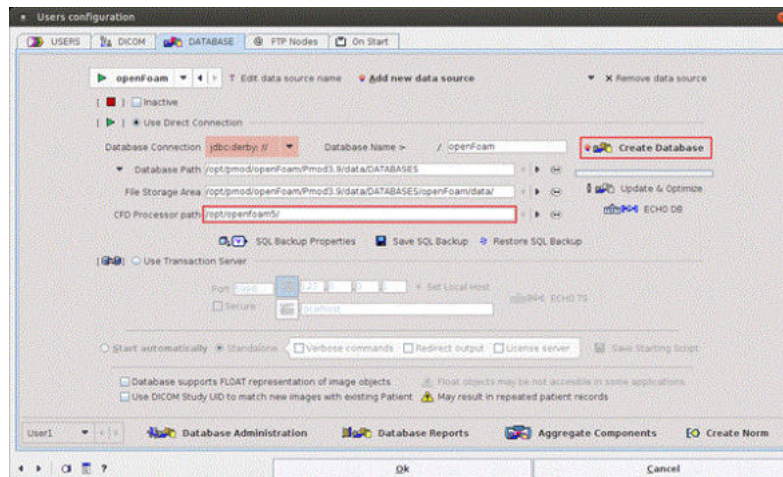 Users configuration
USERS DICOM DATABASE @ FTP Nodes On Start
openFoam T Edit data source name Add new data source X Remove data source
[ ] Inactive
[ ] Use Direct Connection
Database Connection jdbc:derby: // Database Name :- / openFoam Create Database
Database Path /opt/pmod/openFoam/Pmod3.9/data/DATABASES
File Storage Area /opt/pmod/openFoam/Pmod3.9/data/DATABASES/openFoam/data/ Update & Optimize
CFD Processor path /opt/openfoam5/ ECHO DB
SQL Backup Properties Save SQL Backup Restore SQL Backup
[ ] Use Transaction Server
Port Set Local Host
Secure localhost ECHO TS
Start automatically Standalone Verbose commands Redirect output License server Save Starting Script
Database supports FLOAT representation of image objects Float objects may be not accessible in some applications
Use DICOM Study UID to match new images with existing Patient May result in repeated patient records
User1 Database Administration Database Reports Aggregate Components Create Norm
? Ok Cancel